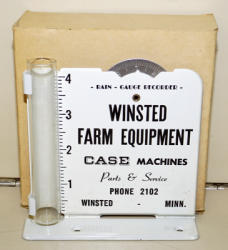 - RAIN - GAUGE RECORDER -
WINSTED
FARM EQUIPMENT
CASE MACHINES
Parts & Service
PHONE 2102
WINSTED - MINN.
4
3
2
1